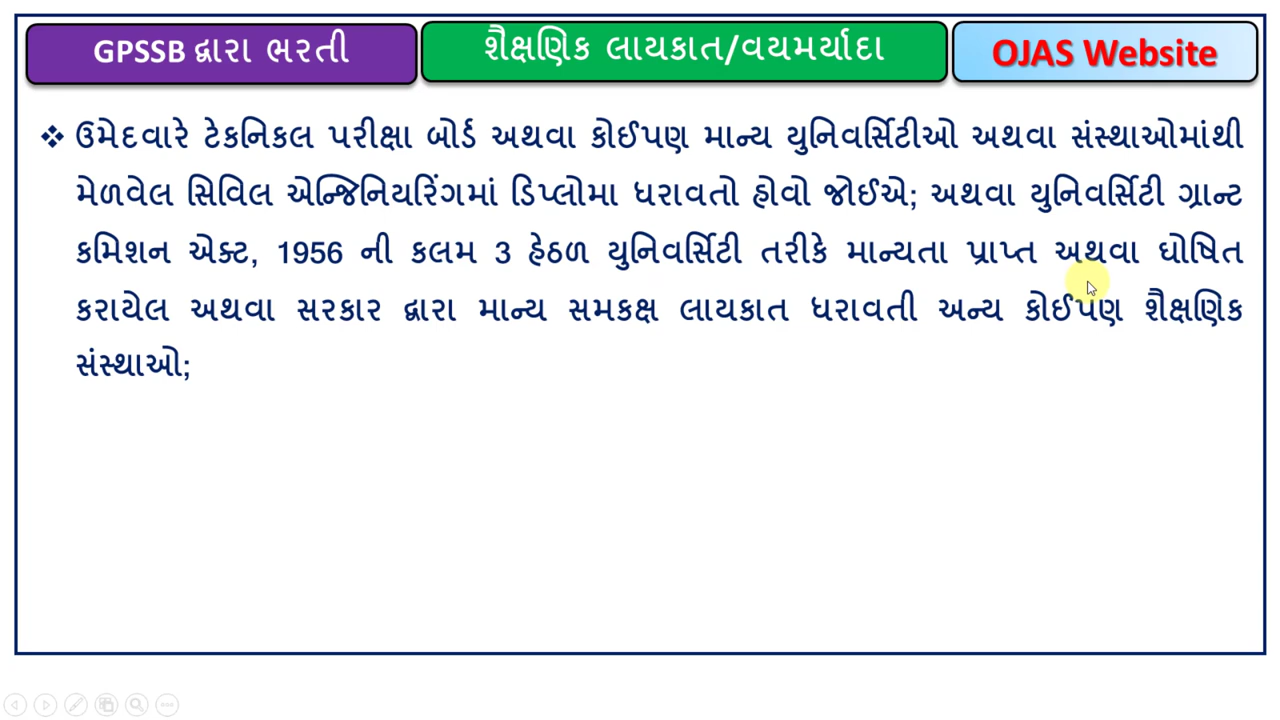 GPSSB દ્વારા ભરતી
શૈક્ષણિક લાયકાત/વયમર્યાદા
OJAS Website
❖ ઉમેદવારે ટેકનિકલ પરીક્ષા બોર્ડ અથવા કોઈપણ માન્ય યુનિવર્સિટીઓ અથવા સંસ્થાઓમાંથી
મેળવેલ સિવિલ એન્જિનિયરિંગમાં ડિપ્લોમા ધરાવતો હોવો જોઈએ; અથવા યુનિવર્સિટી ગ્રાન્ટ
કમિશન એક્ટ, 1956 ની કલમ 3 હેઠળ યુનિવર્સિટી તરીકે માન્યતા પ્રાપ્ત અથવા ઘોષિત
કરાયેલ અથવા સરકાર દ્વારા માન્ય સમકક્ષ લાયકાત ધરાવતી અન્ય કોઈપણ શૈક્ષણિક
સંસ્થાઓ;